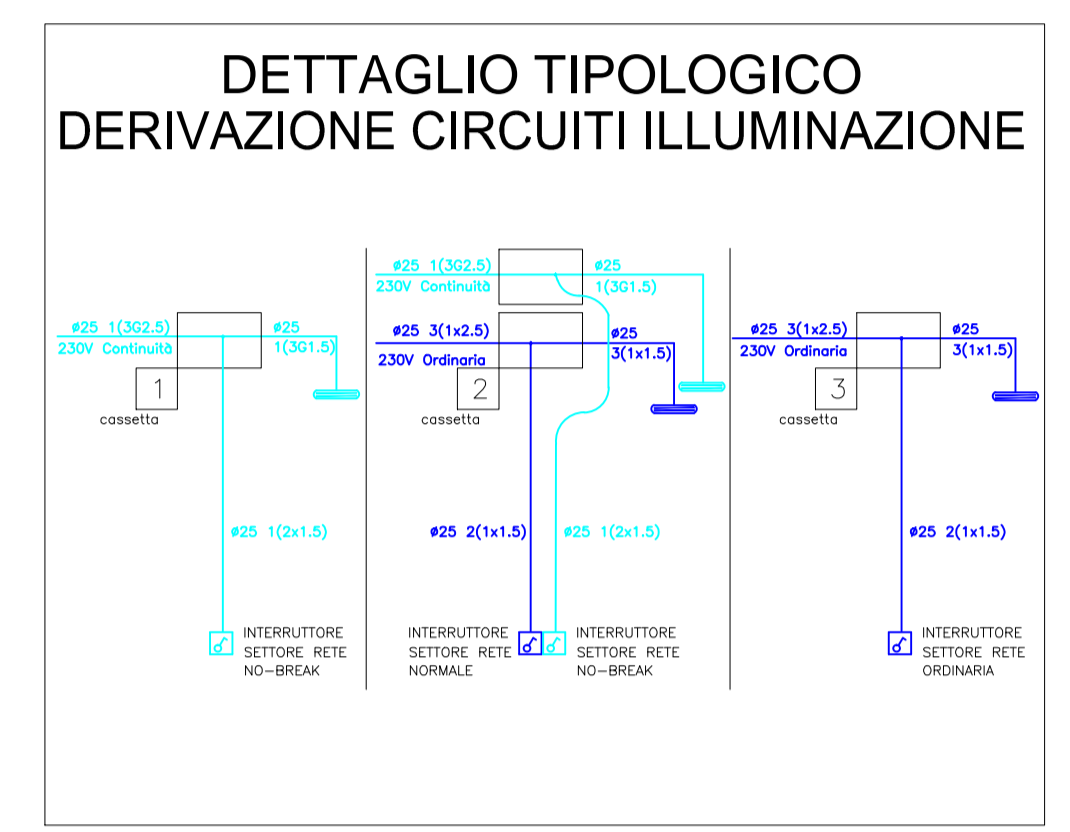 DETTAGLIO TIPOLOGICO
DERIVAZIONE CIRCUITI ILLUMINAZIONE
ø25 1(3G2.5)
230V Continuità
ø25
1(3G1.5)
1
cassetta
ø25 1(2x1.5)
INTERRUTTORE
SETTORE RETE
NO-BREAK
ø25 1(3G2.5)
230V Continuità
ø25
1(3G1.5)
ø25 3(1x2.5)
230V Ordinaria
ø25
3(1x1.5)
2
cassetta
ø25 2(1x1.5)
ø25 1(2x1.5)
INTERRUTTORE
SETTORE RETE
NORMALE
INTERRUTTORE
SETTORE RETE
NO-BREAK
ø25 3(1x2.5)
230V Ordinaria
ø25
3(1x1.5)
3
cassetta
ø25 2(1x1.5)
INTERRUTTORE
SETTORE RETE
ORDINARIA